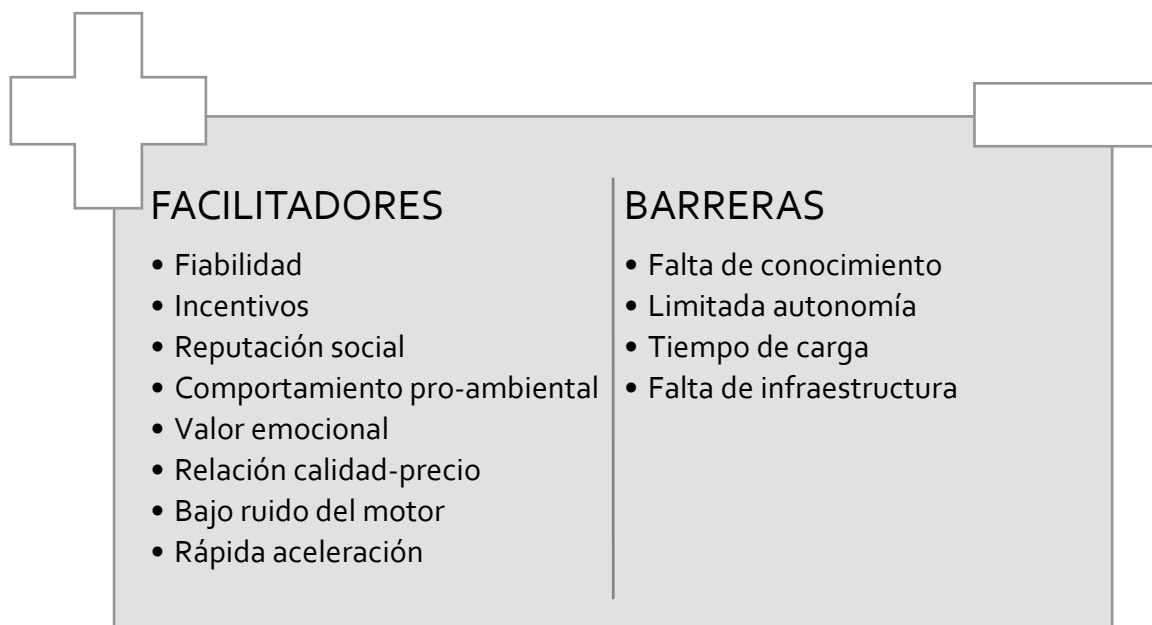 FACILITADORES
• Fiabilidad
• Incentivos
• Reputación social
• Comportamiento pro-ambiental
• Valor emocional
• Relación calidad-precio
• Bajo ruido del motor
• Rápida aceleración
BARRERAS
• Falta de conocimiento
• Limitada autonomía
• Tiempo de carga
• Falta de infraestructura